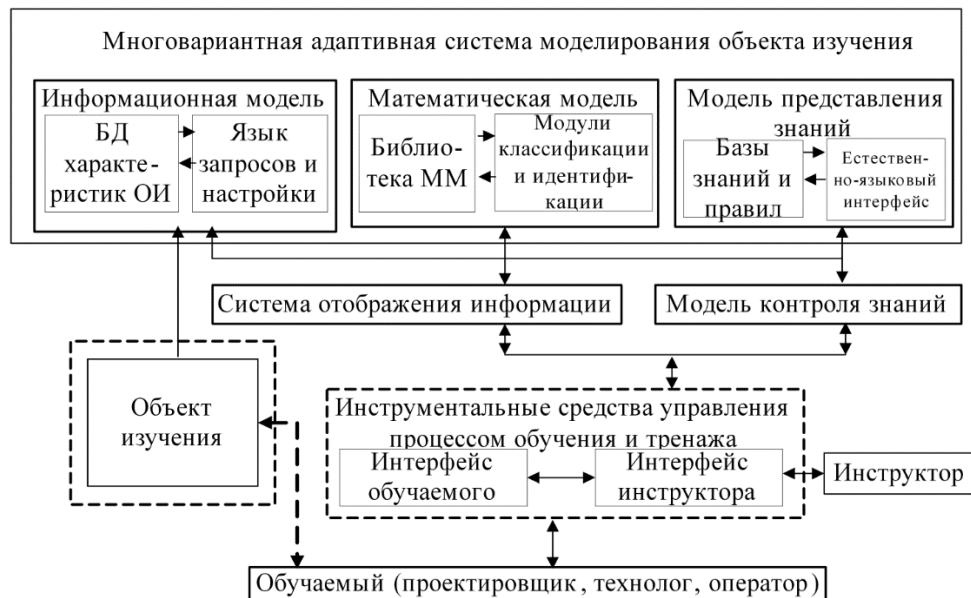 Многовариантная адаптивная система моделирования объекта изучения
Информационная модель
БД
характе-
ристик ОИ
Язык
запросов и
настройки
Математическая модель
Библио-
тека ММ
Модули
классификации
и идентифи-
кации
Модель представления
знаний
Базы
знаний и
правил
Естествен-
но-языковый
интерфейс
Система отображения информации
Модель контроля знаний
Объект
изучения
Инструментальные средства управления
процессом обучения и тренажа
Интерфейс
обучаемого
Интерфейс
инструктора
Инструктор
Обучаемый (проектировщик, технолог, оператор)